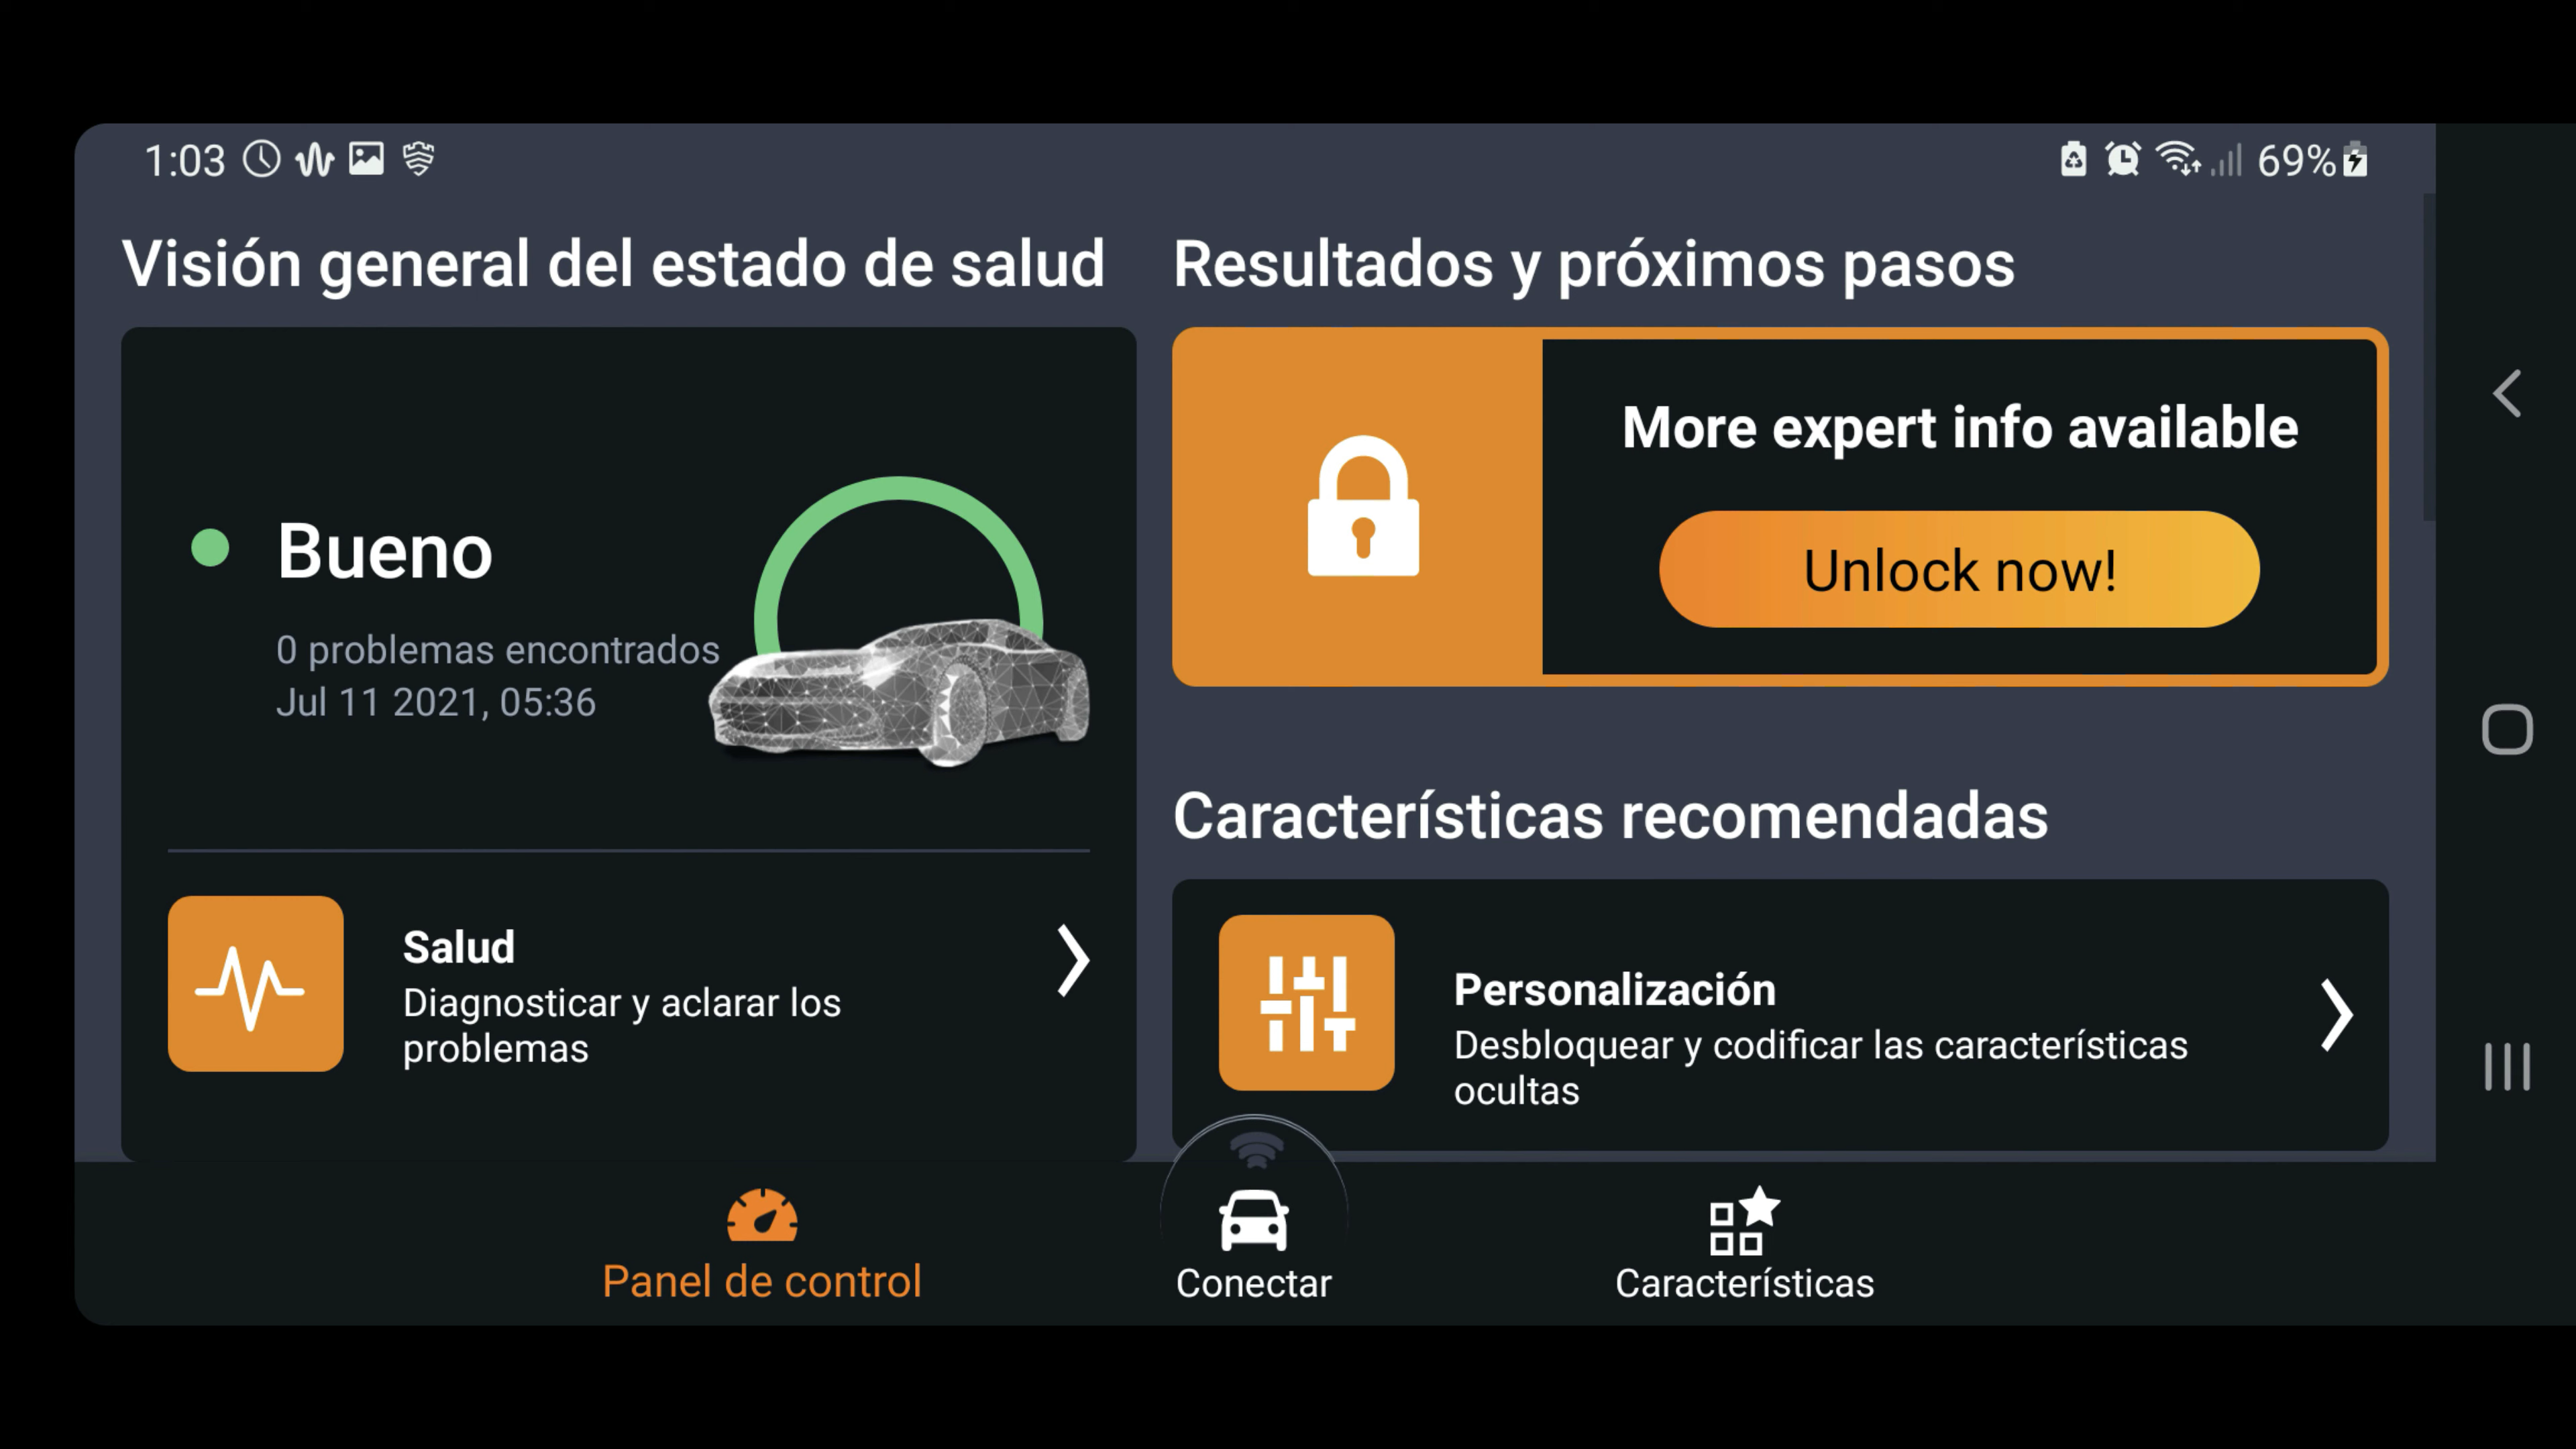 1:03
69%
Visión general del estado de salud
Bueno
0 problemas encontrados
Jul 11 2021, 05:36
Salud
Diagnosticar y aclarar los
problemas
Resultados y próximos pasos
More expert info available
Unlock now!
Características recomendadas
Personalización
Desbloquear y codificar las características
ocultas
Panel de control
Conectar
Características